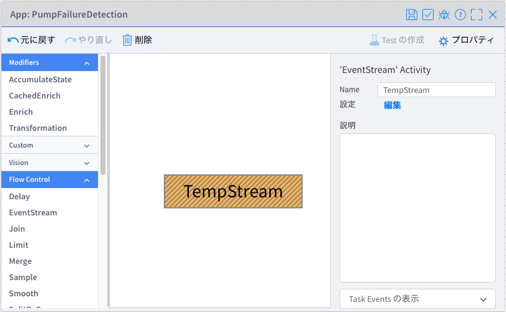 App: PumpFailureDetection
元に戻す やり直し 削除 Test の作成 プロパティ
Modifiers
AccumulateState
CachedEnrich
Enrich
Transformation
Custom
Vision
Flow Control
Delay
EventStream
Join
Limit
Merge
Sample
Smooth
TempStream
'EventStream' Activity
Name TempStream
設定 編集
説明
Task Events の表示